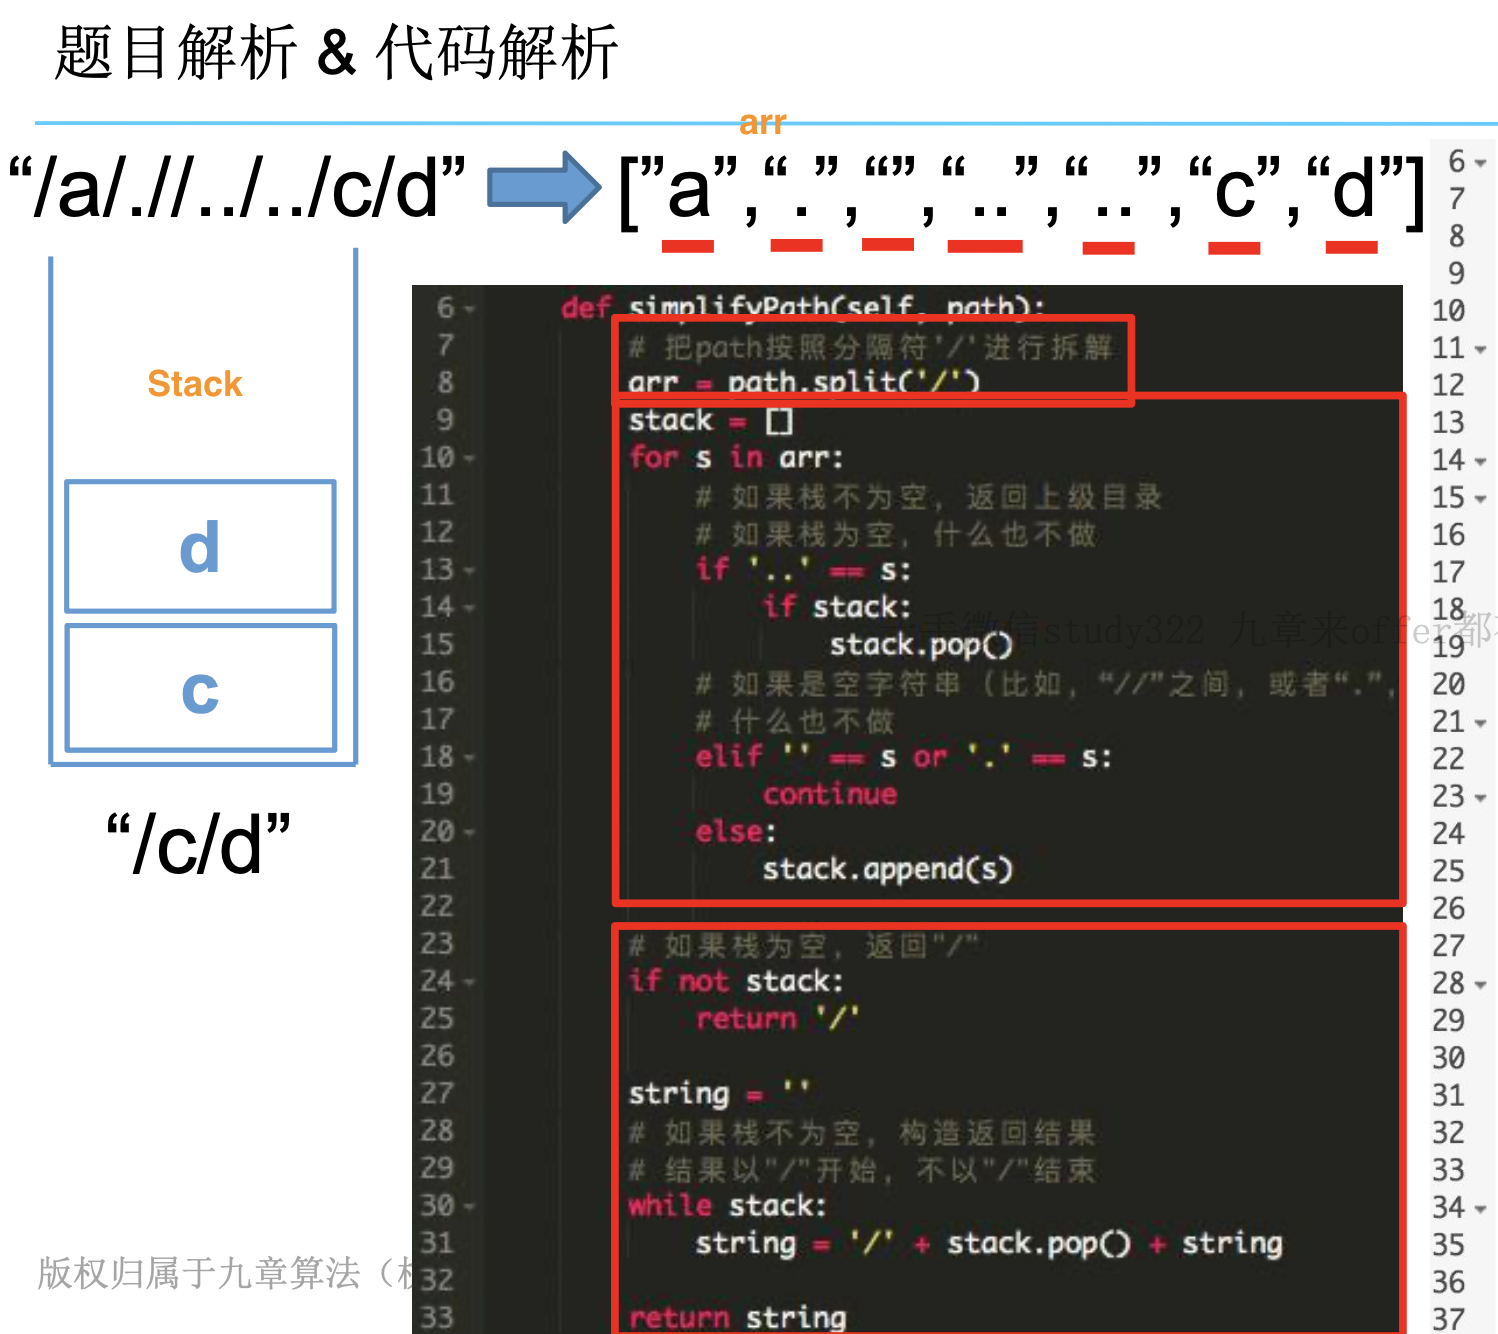 题目解析 & 代码解析
arr
“/a/.//../../c/d”
[”a”,“.”,“”,“..”,“..”,“c”,“d”]
Stack
d
c
“/c/d”
6 def simplifyPath(self, path):
7 # 把path按照分隔符'/'进行拆解
8 arr = path.split('/')
9 stack = []
10 for s in arr:
11 # 如果栈不为空，返回上级目录
12 # 如果栈为空，什么也不做
13 if '..' == s:
14 if stack:
15 stack.pop()
16 # 如果是空字符串（比如，“//”之间，或者“.”，
17 # 什么也不做
18 elif '' == s or '.' == s:
19 continue
20 else:
21 stack.append(s)
22
23 # 如果栈为空，返回"/"
24 if not stack:
25 return '/'
26
27 string = ''
28 # 如果栈不为空，构造返回结果
29 # 结果以"/"开始，不以"/"结束
30 while stack:
31 string = '/' + stack.pop() + string
32
33 return string
6
7
8
9
10
11
12
13
14
15
16
17
18
19
20
21
22
23
24
25
26
27
28
29
30
31
32
33
34
35
36
37
手微信study322 九章来offer都
版权归属于九章算法（